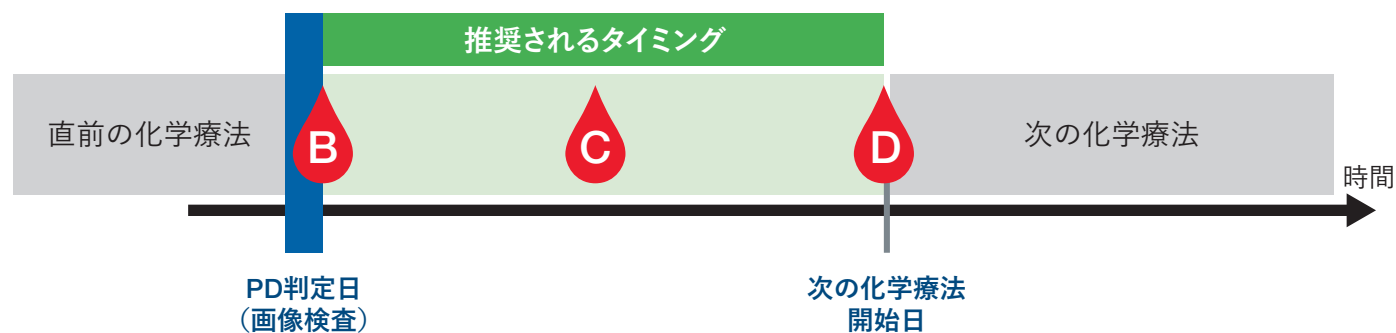 推奨されるタイミング
直前の化学療法
B
C
D
次の化学療法
時間
PD判定日
（画像検査）
次の化学療法
開始日